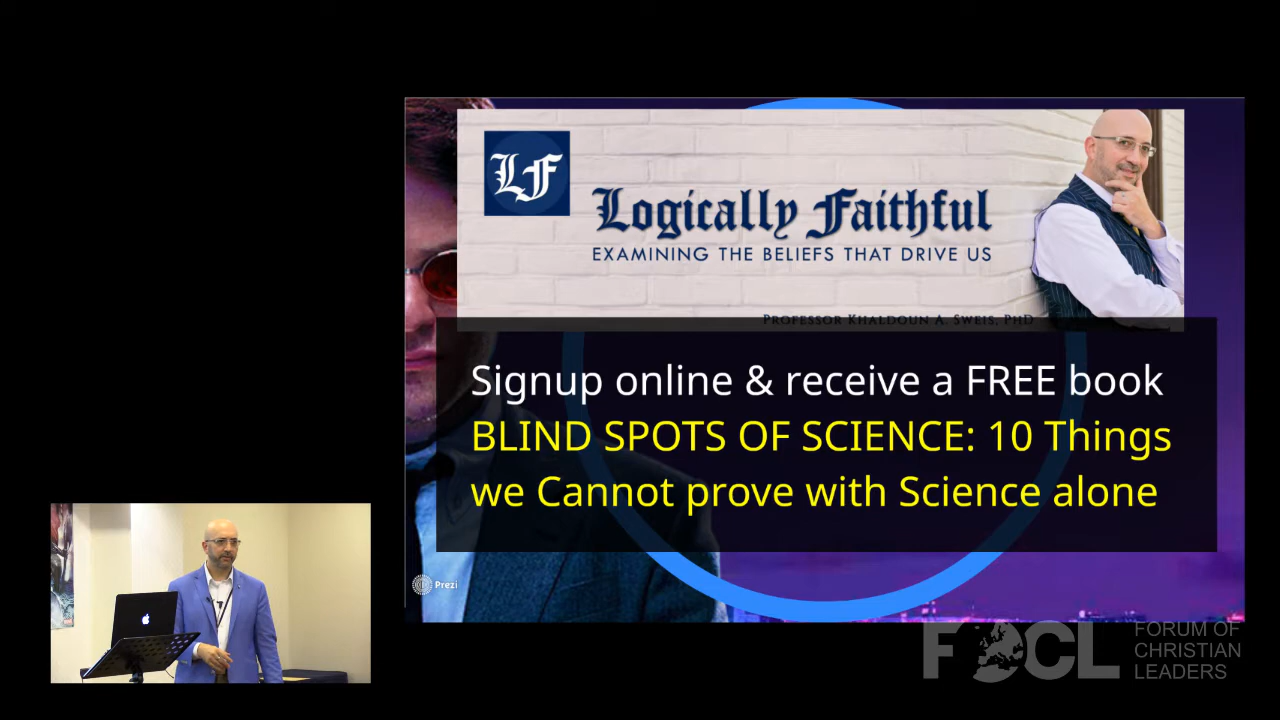 LF
Logically Faithful
EXAMINING THE BELIEFS THAT DRIVE US
PROFESSOR KHALDOUN A. SWEIS, PHD
Signup online & receive a FREE book
BLIND SPOTS OF SCIENCE: 10 Things
we Cannot prove with Science alone
Prezi
FOCL
FORUM OF
CHRISTIAN
LEADERS